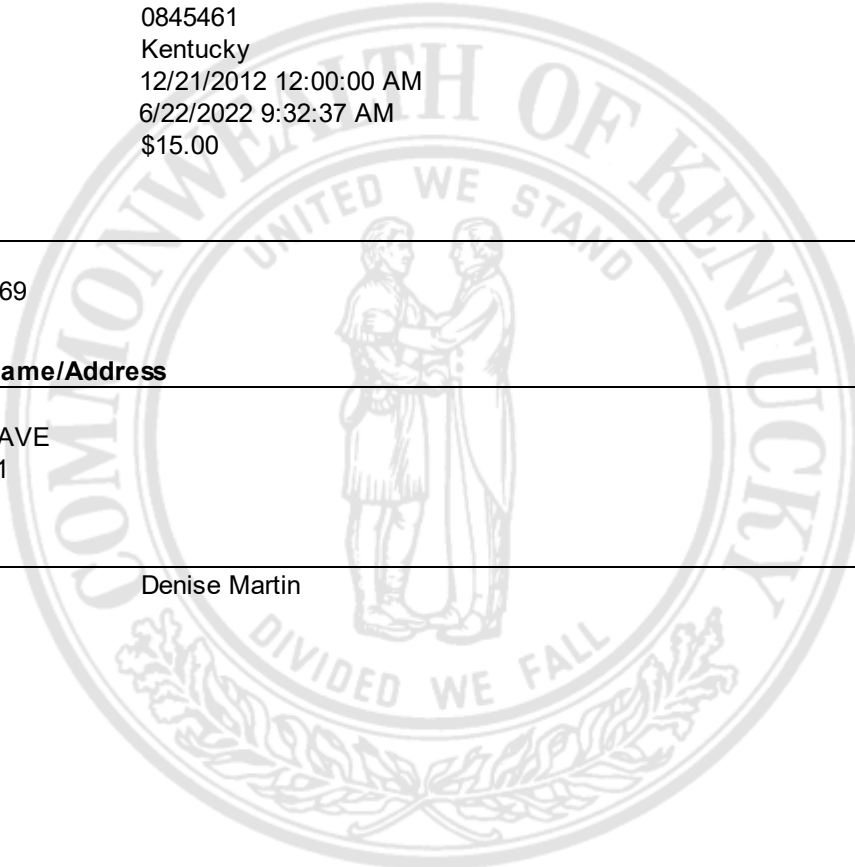 0845461
Kentucky
12/21/2012 12:00:00 AM
6/22/2022 9:32:37 AM
$15.00
COMMONWEALTH OF KENTUCKY
UNITED WE STAND
69
ame/Address
AVE
1
Denise Martin
DIVIDED WE FALL